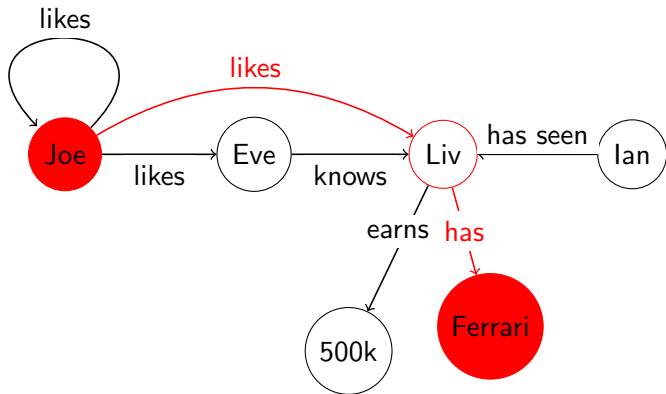 likes
likes
Joe
likes
Eve
knows
Liv
has seen
Ian
earns
has
500k
Ferrari